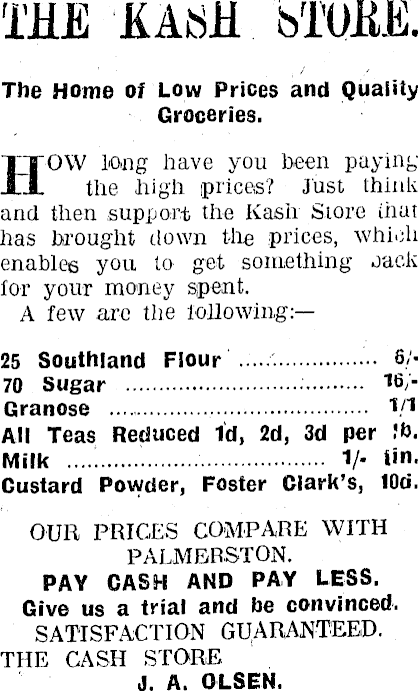 THE KASH STORE.
The Home of Low Prices and Quality
Groceries.
HOW long have you been paying
the high prices? Just think
and then support the Kash Store that
has brought down the prices, which
enables you to get something back
for your money spent.
A few are the following:—
25 Southland Flour .................. 6/-
70 Sugar .................................. 16/-
Granose .................................. 1/1
All Teas Reduced 1d, 2d, 3d per lb.
Milk .................................. 1/- tin.
Custard Powder, Foster Clark's, 10d.
OUR PRICES COMPARE WITH
PALMERSTON.
PAY CASH AND PAY LESS.
Give us a trial and be convinced.
SATISFACTION GUARANTEED.
THE CASH STORE
J. A. OLSEN.